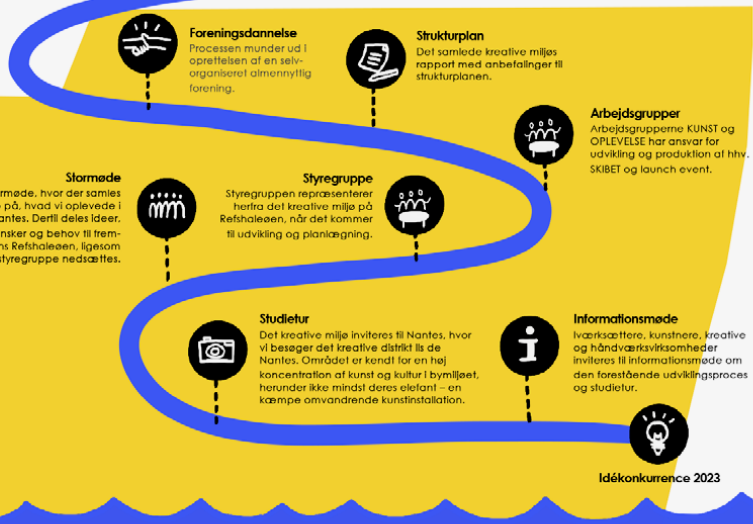 Foreningsdannelse
Processen munder ud i
oprettelsen af en selv-
organiseret almennyttig
forening.
Strukturplan
Det samlede kreative miljøs
rapport med anbefalinger til
strukturplanen.
Arbejdsgrupper
Arbejdsgrupperne KUNST og
OPLEVELSE har ansvar for
udvikling og produktion af hhv.
SKIBET og launch event.
Stormøde
, hvor der samles
på, hvad vi oplevede i
Dertil deles ideer,
og behov til frem-
Refshaleøen, ligesom
styregruppe nedsættes.
Styregruppe
Styregruppen repræsenterer
herfra det kreative miljø på
Refshaleøen, når det kommer
til udvikling og planlægning.
Studietur
Det kreative miljø inviteres til Nantes, hvor
vi besøger det kreative distrikt Ils de
Nantes. Området er kendt for en høj
koncentration af kunst og kultur i bymiljøet,
herunder ikke mindst deres elefant – en
kæmpe omvandrende kunstinstallation.
Informationsmøde
Iværksættere, kunstnere, kreative
og håndværksvirksomheder
inviteres til informationsmøde om
den forestående udviklingsproces
og studietur.
Idékonkurrence 2023